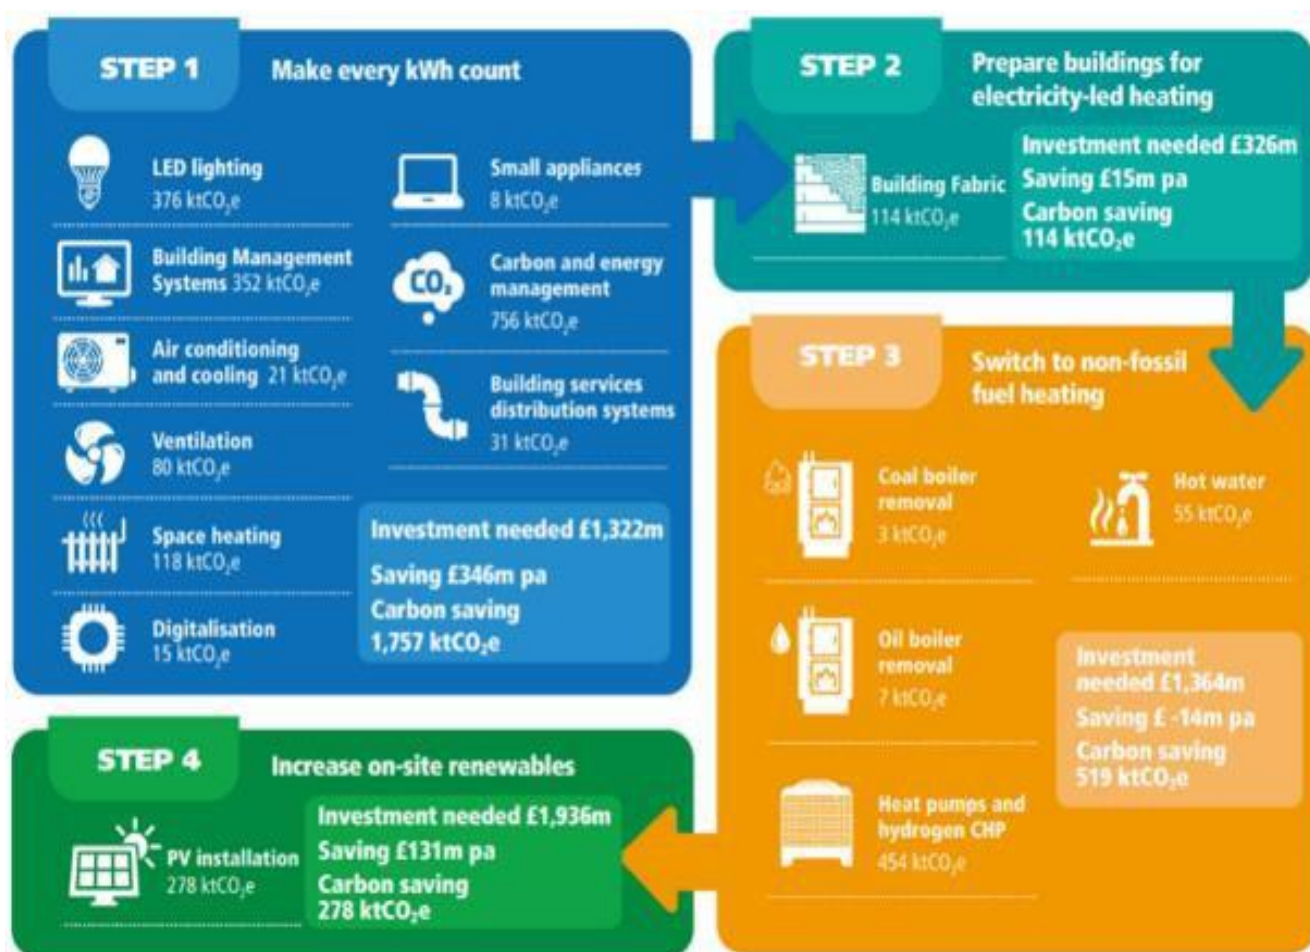 STEP 1
Make every kWh count
LED lighting
376 ktCO₂e
Building Management
Systems 352 ktCO₂e
Air conditioning
and cooling 21 ktCO₂e
Ventilation
80 ktCO₂e
Space heating
118 ktCO₂e
Digitalisation
15 ktCO₂e
Small appliances
8 ktCO₂e
CO₂
Carbon and energy
management
756 ktCO₂e
Building services
distribution systems
31 ktCO₂e
Investment needed £1,322m
Saving £346m pa
Carbon saving
1,757 ktCO₂e
STEP 2
Prepare buildings for
electricity-led heating
Building Fabric
114 ktCO₂e
Investment needed £326m
Saving £15m pa
Carbon saving
114 ktCO₂e
STEP 3
Switch to non-fossil
fuel heating
Coal boiler
removal
3 ktCO₂e
Oil boiler
removal
7 ktCO₂e
Heat pumps and
hydrogen CHP
454 ktCO₂e
Hot water
55 ktCO₂e
Investment
needed £1,364m
Saving £ -14m pa
Carbon saving
519 ktCO₂e
STEP 4
Increase on-site renewables
PV installation
278 ktCO₂e
Investment needed £1,936m
Saving £131m pa
Carbon saving
278 ktCO₂e